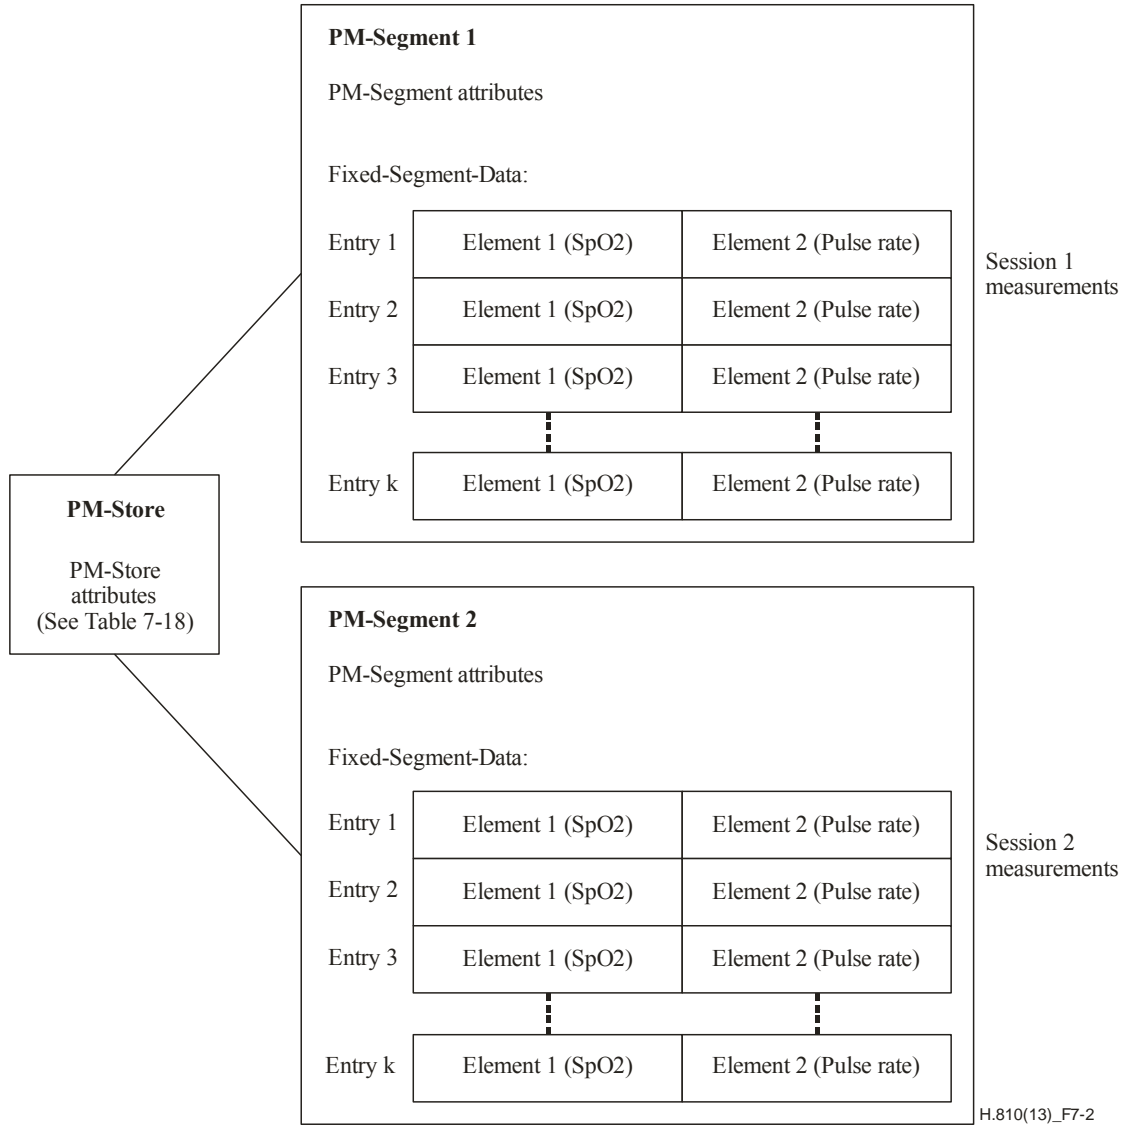 PM-Segment 1
PM-Segment attributes
Fixed-Segment-Data:
Entry 1 Element 1 (SpO2) Element 2 (Pulse rate)
Entry 2 Element 1 (SpO2) Element 2 (Pulse rate)
Entry 3 Element 1 (SpO2) Element 2 (Pulse rate)
Entry k Element 1 (SpO2) Element 2 (Pulse rate)
Session 1
measurements
PM-Store
PM-Store
attributes
(See Table 7-18)
PM-Segment 2
PM-Segment attributes
Fixed-Segment-Data:
Entry 1 Element 1 (SpO2) Element 2 (Pulse rate)
Entry 2 Element 1 (SpO2) Element 2 (Pulse rate)
Entry 3 Element 1 (SpO2) Element 2 (Pulse rate)
Entry k Element 1 (SpO2) Element 2 (Pulse rate)
Session 2
measurements
H.810(13)_F7-2